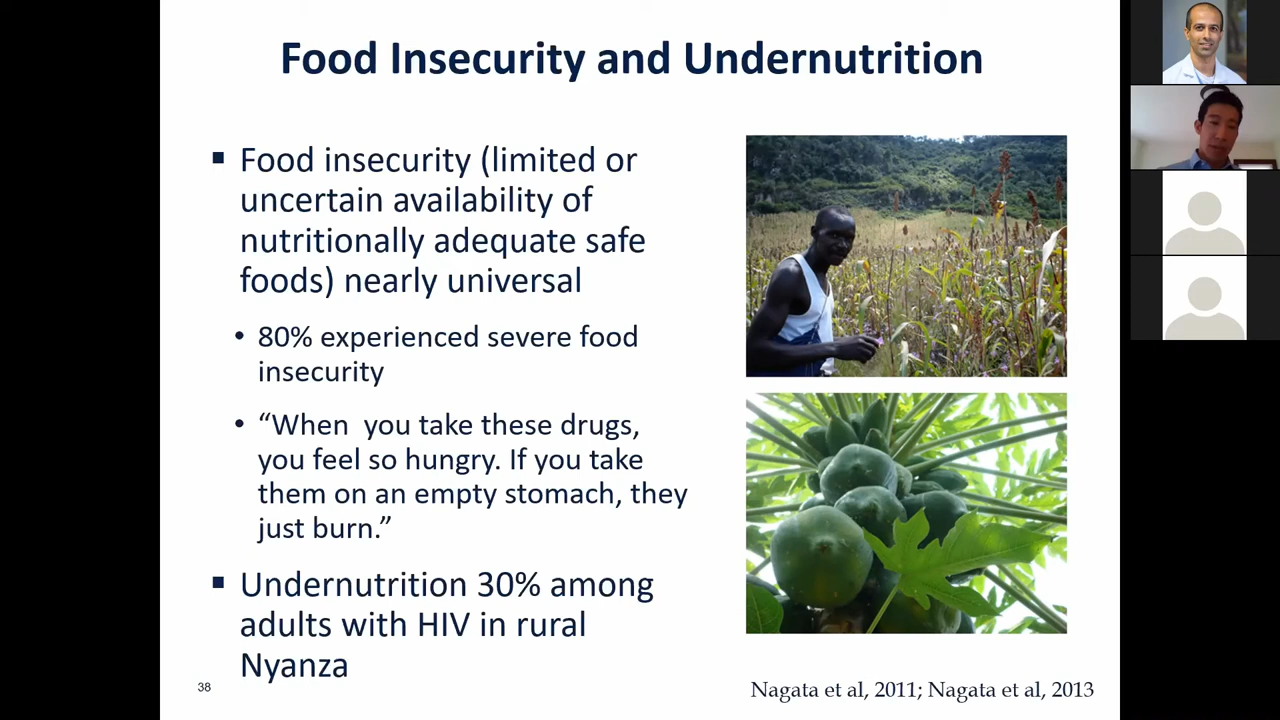 Food Insecurity and Undernutrition
▪ Food insecurity (limited or
uncertain availability of
nutritionally adequate safe
foods) nearly universal
• 80% experienced severe food
insecurity
• “When  you take these drugs,
you feel so hungry. If you take
them on an empty stomach, they
just burn.”
▪ Undernutrition 30% among
adults with HIV in rural
Nyanza
38
Nagata et al, 2011; Nagata et al, 2013